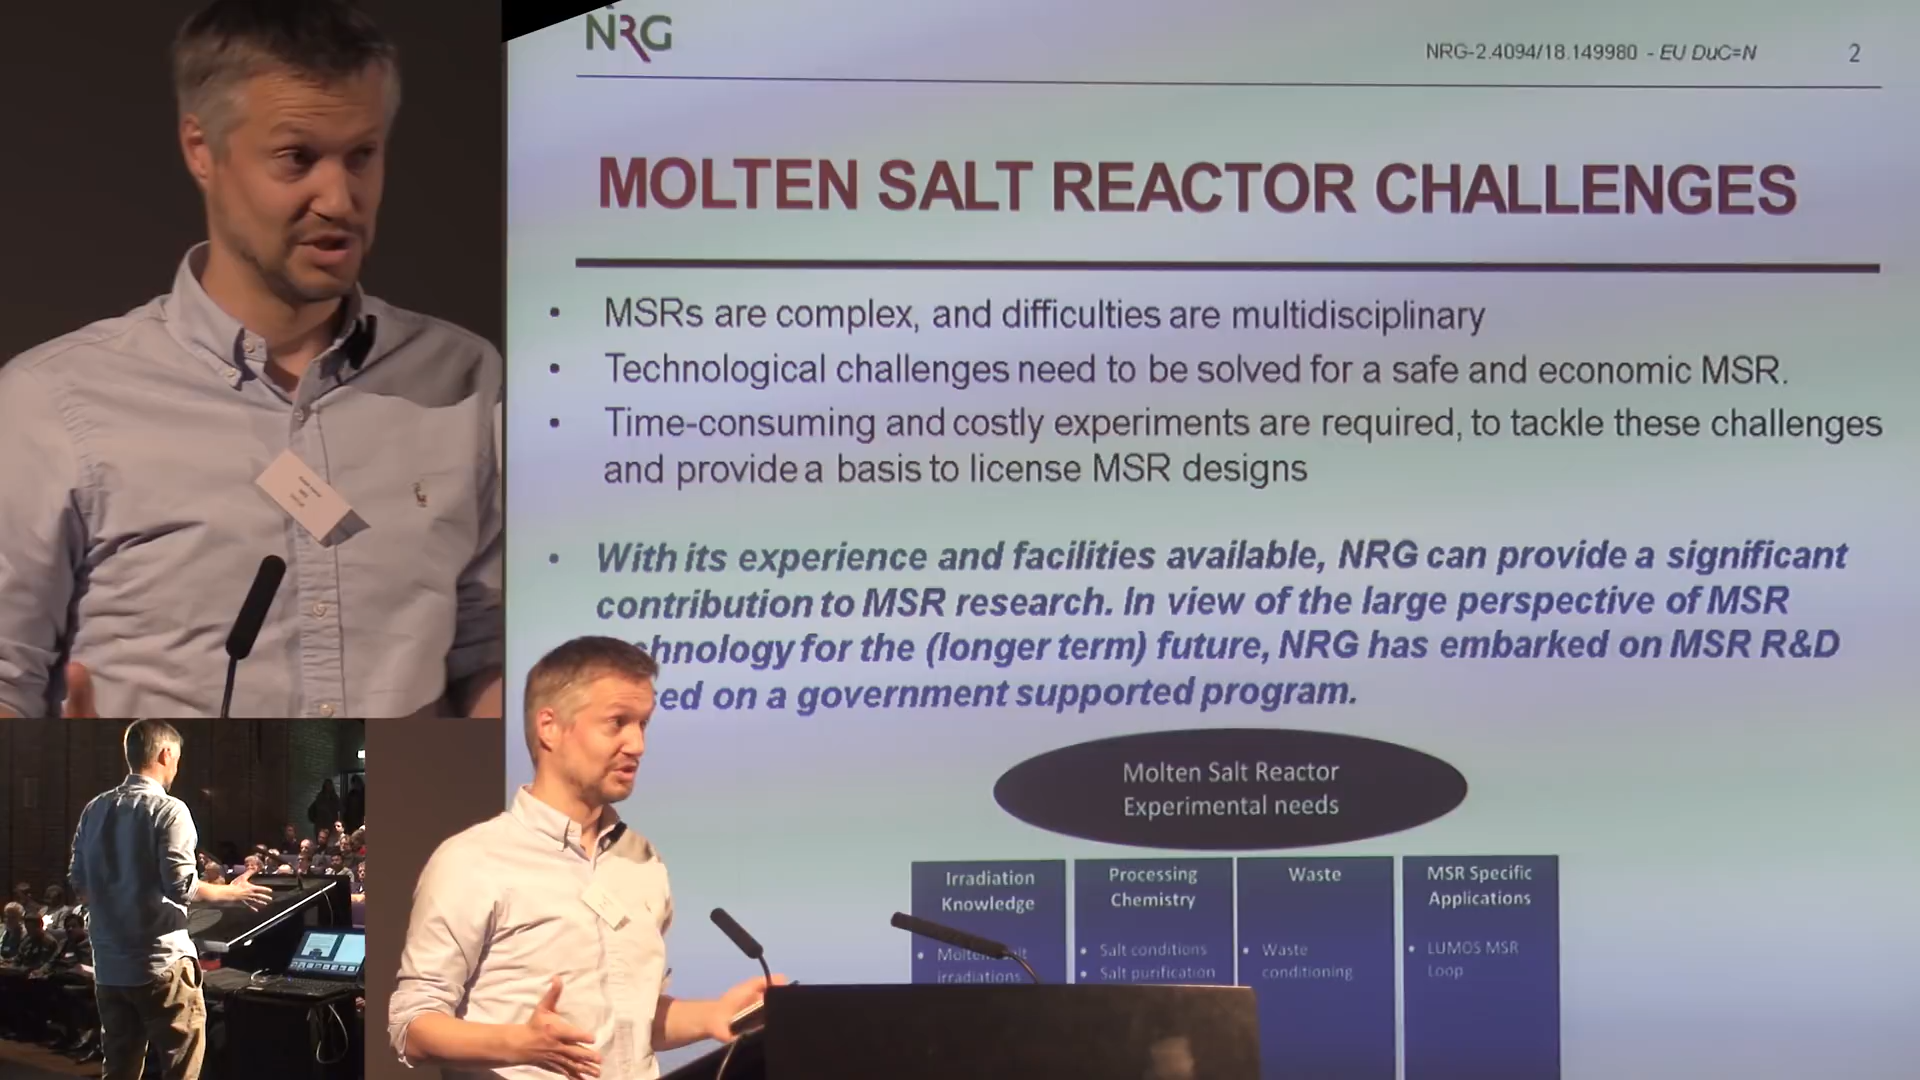 NRG
NRG-2.4094/18.149980 - EU DuC=N
2
MOLTEN SALT REACTOR CHALLENGES
• MSRs are complex, and difficulties are multidisciplinary
• Technological challenges need to be solved for a safe and economic MSR.
• Time-consuming and costly experiments are required, to tackle these challenges
and provide a basis to license MSR designs
• With its experience and facilities available, NRG can provide a significant
contribution to MSR research. In view of the large perspective of MSR
for the (longer term) future, NRG has embarked on MSR R&D
on a government supported program.
Molten Salt Reactor
Experimental needs
Irradiation
Knowledge
• irradiations
Processing
Chemistry
• Salt conditions
• Salt purification
Waste
• Waste
conditioning
MSR Specific
Applications
• LUMOS MSR
Loop